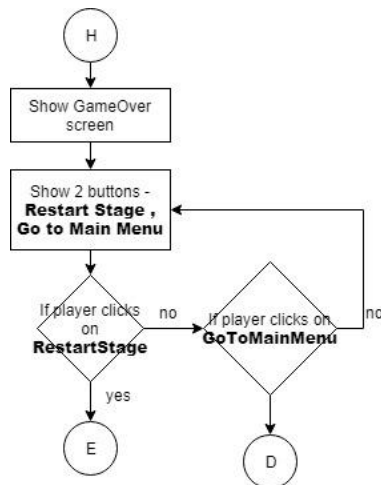 H
Show GameOver
screen
Show 2 buttons -
Restart Stage ,
Go to Main Menu
If player clicks
on
RestartStage
no
If player clicks on
GoToMainMenu
no
yes
E
D